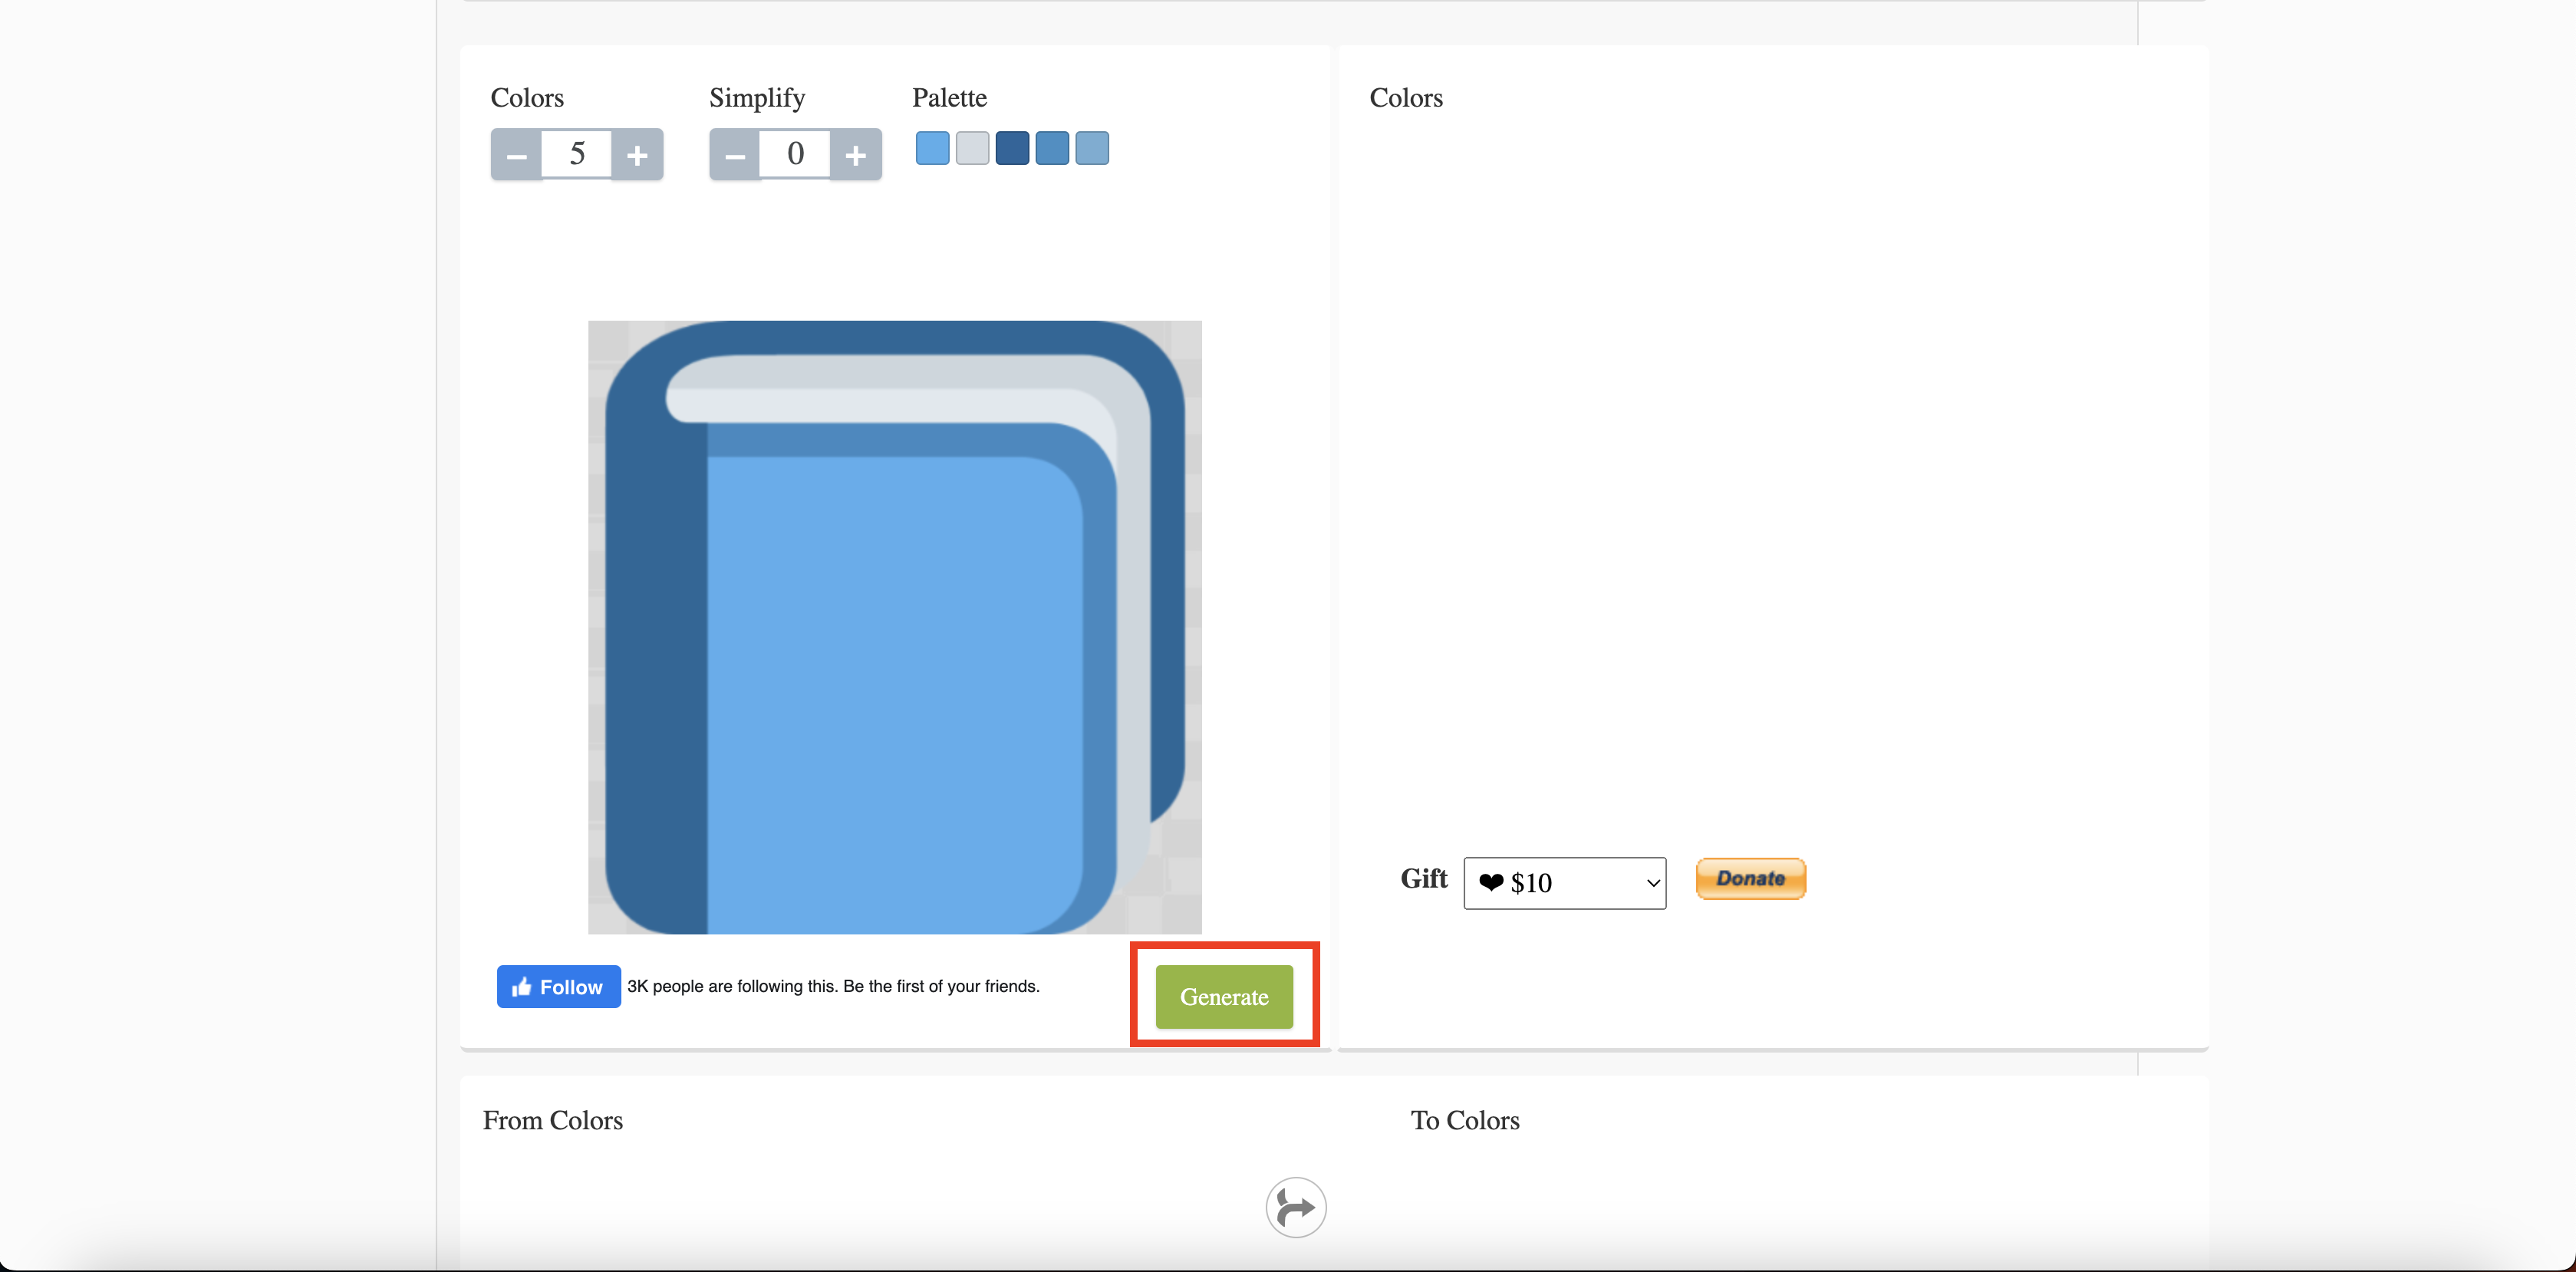 Colors
Simplify
Palette
Colors
− 5 +
− 0 +
Gift
❤ $10
Donate
Follow
3K people are following this. Be the first of your friends.
Generate
From Colors
To Colors